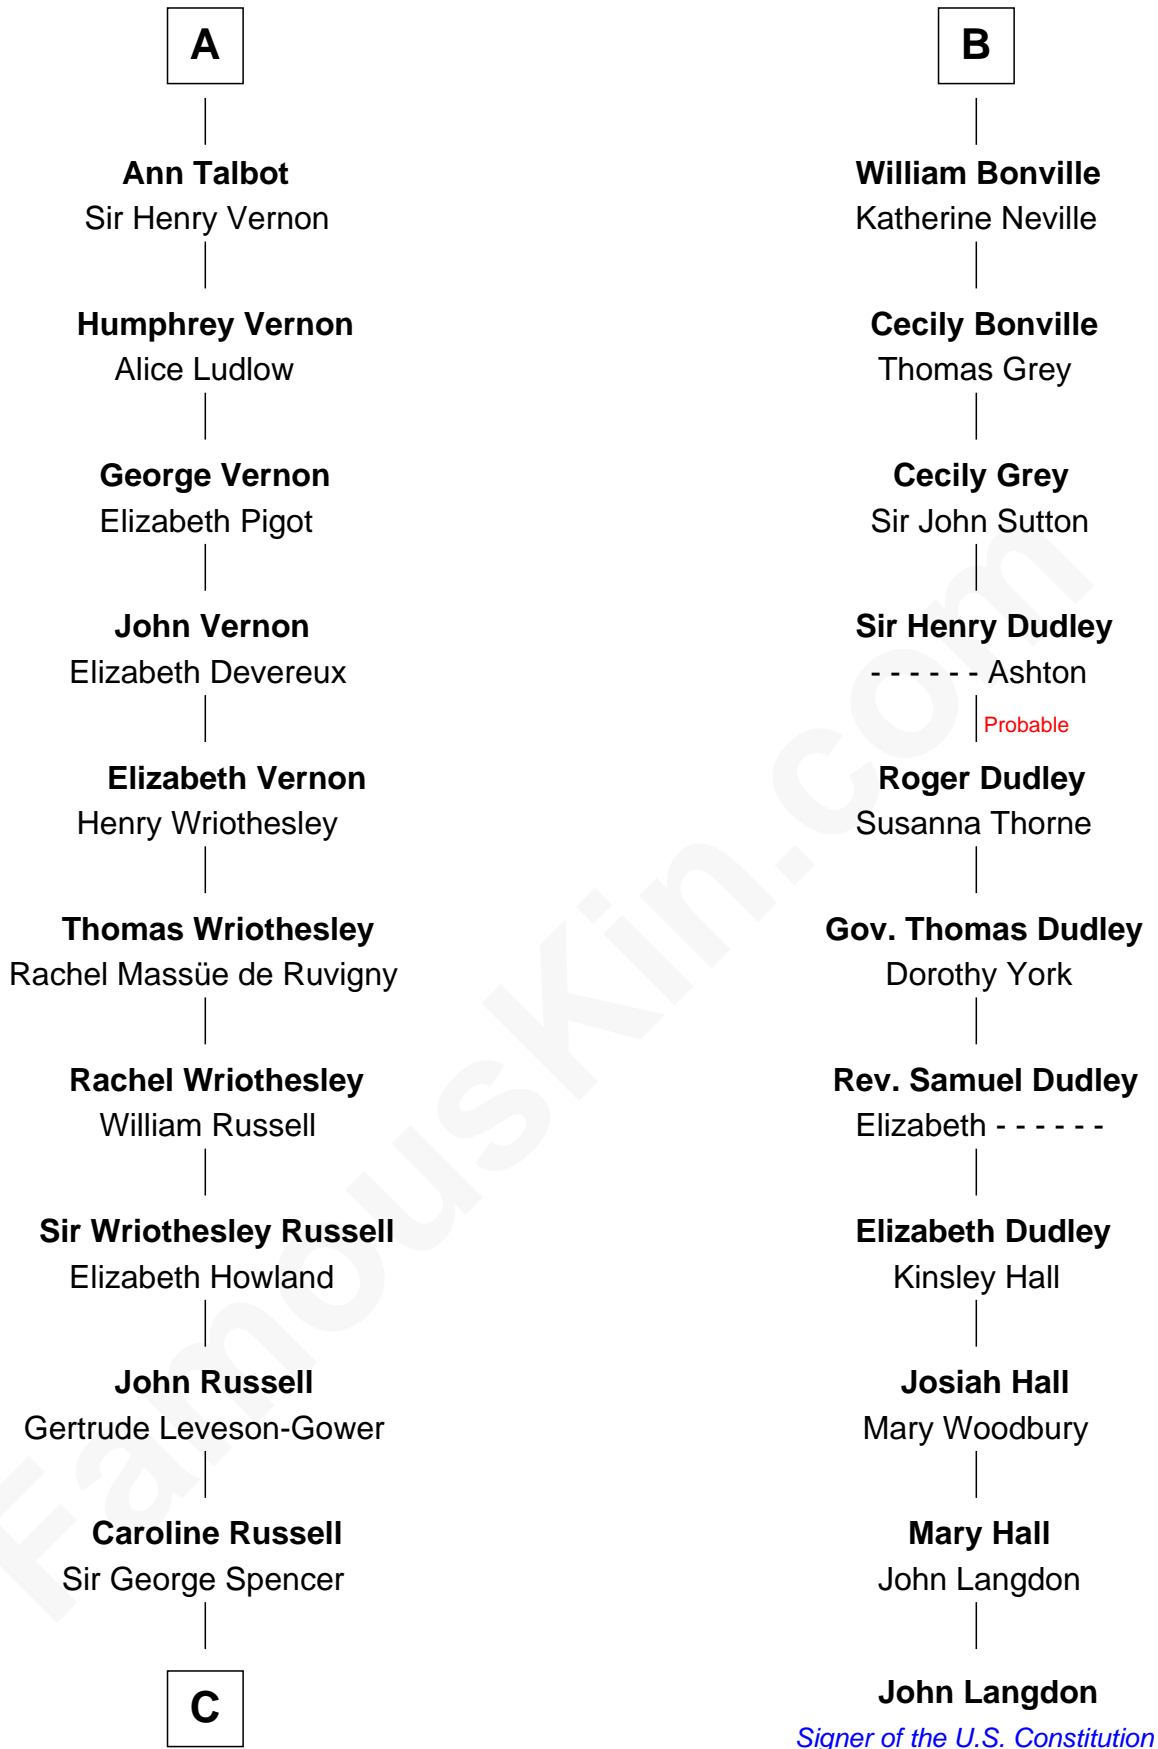 A
Ann Talbot
Sir Henry Vernon
Humphrey Vernon
Alice Ludlow
George Vernon
Elizabeth Pigot
John Vernon
Elizabeth Devereux
Elizabeth Vernon
Henry Wriothesley
Thomas Wriothesley
Rachel Massüe de Ruvigny
Rachel Wriothesley
William Russell
Sir Wriothesley Russell
Elizabeth Howland
John Russell
Gertrude Leveson-Gower
Caroline Russell
Sir George Spencer
C
B
William Bonville
Katherine Neville
Cecily Bonville
Thomas Grey
Cecily Grey
Sir John Sutton
Sir Henry Dudley
- - - - - - Ashton
Probable
Roger Dudley
Susanna Thorne
Gov. Thomas Dudley
Dorothy York
Rev. Samuel Dudley
Elizabeth - - - - - -
Elizabeth Dudley
Kinsley Hall
Josiah Hall
Mary Woodbury
Mary Hall
John Langdon
John Langdon
Signer of the U.S. Constitution
FamousKin.com